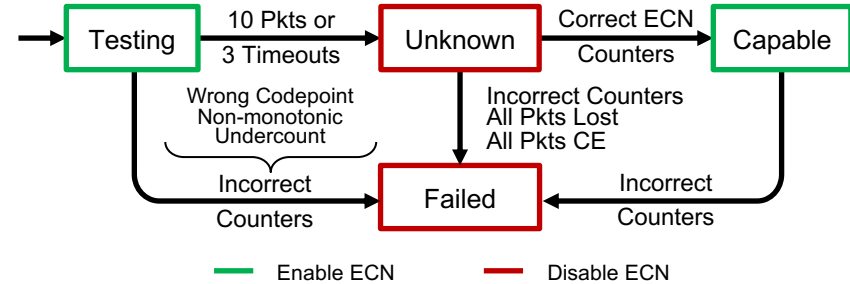 10 Pkts or
Correct ECN
Testing
Unknown
Capable
3 Timeouts
Counters
Wrong Codepoint
Non-monotonic
Undercount
Incorrect Counters
All Pkts Lost
All Pkts CE
Incorrect
Counters
Failed
Incorrect
Counters
Enable ECN
Disable ECN